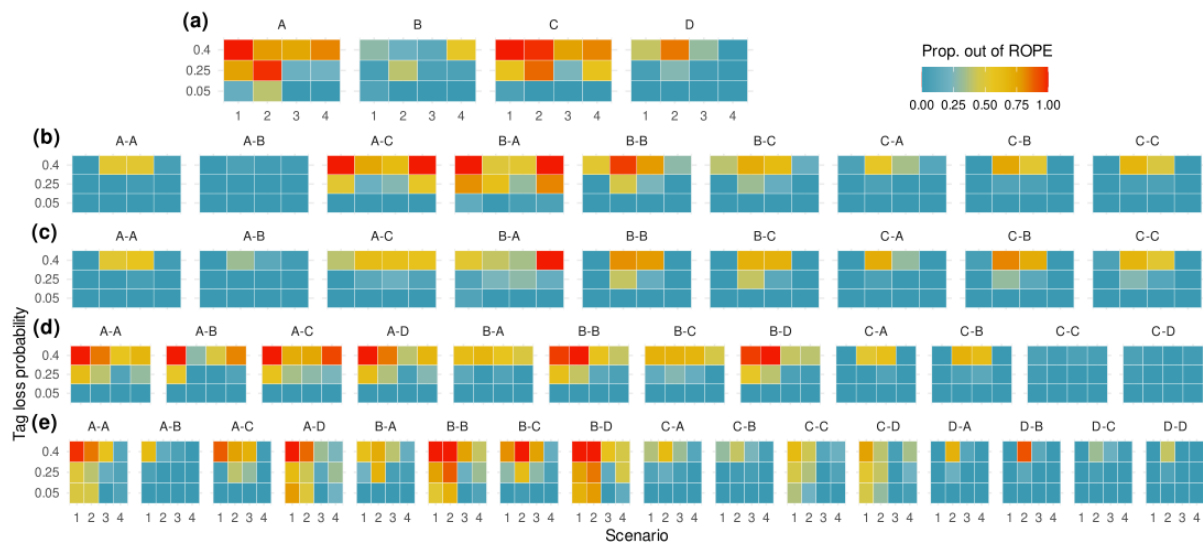 (a) A B C D
Prop. out of ROPE
0.00 0.25 0.50 0.75 1.00
0.4
0.25
0.05
1 2 3 4 1 2 3 4 1 2 3 4 1 2 3 4
(b) A-A A-B A-C B-A B-B B-C C-A C-B C-C
0.4
0.25
0.05
(c) A-A A-B A-C B-A B-B B-C C-A C-B C-C
0.4
0.25
0.05
(d) A-A A-B A-C A-D B-A B-B B-C B-D C-A C-B C-C C-D
0.4
0.25
0.05
(e) A-A A-B A-C A-D B-A B-B B-C B-D C-A C-B C-C C-D D-A D-B D-C D-D
0.4
0.25
0.05
1 2 3 4 1 2 3 4 1 2 3 4 1 2 3 4 1 2 3 4 1 2 3 4 1 2 3 4 1 2 3 4 1 2 3 4 1 2 3 4 1 2 3 4 1 2 3 4 1 2 3 4 1 2 3 4 1 2 3 4 1 2 3 4
Scenario
Tag loss probability